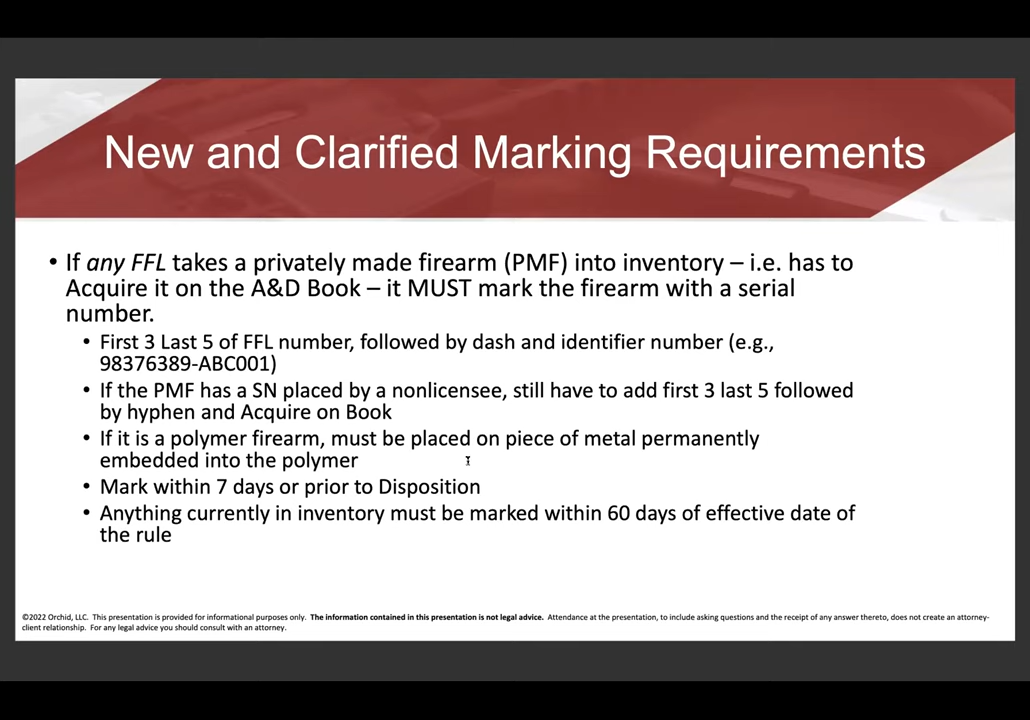 New and Clarified Marking Requirements
• If any FFL takes a privately made firearm (PMF) into inventory – i.e. has to
Acquire it on the A&D Book – it MUST mark the firearm with a serial
number.
• First 3 Last 5 of FFL number, followed by dash and identifier number (e.g.,
98376389-ABC001)
• If the PMF has a SN placed by a nonlicensee, still have to add first 3 last 5 followed
by hyphen and Acquire on Book
• If it is a polymer firearm, must be placed on piece of metal permanently
embedded into the polymer
• Mark within 7 days or prior to Disposition
• Anything currently in inventory must be marked within 60 days of effective date of
the rule
©2022 Orchid, LLC. This presentation is provided for informational purposes only. The information contained in this presentation is not legal advice. Attendance at the presentation, to include asking questions and the receipt of any answer thereto, does not create an attorney-
client relationship. For any legal advice you should consult with an attorney.